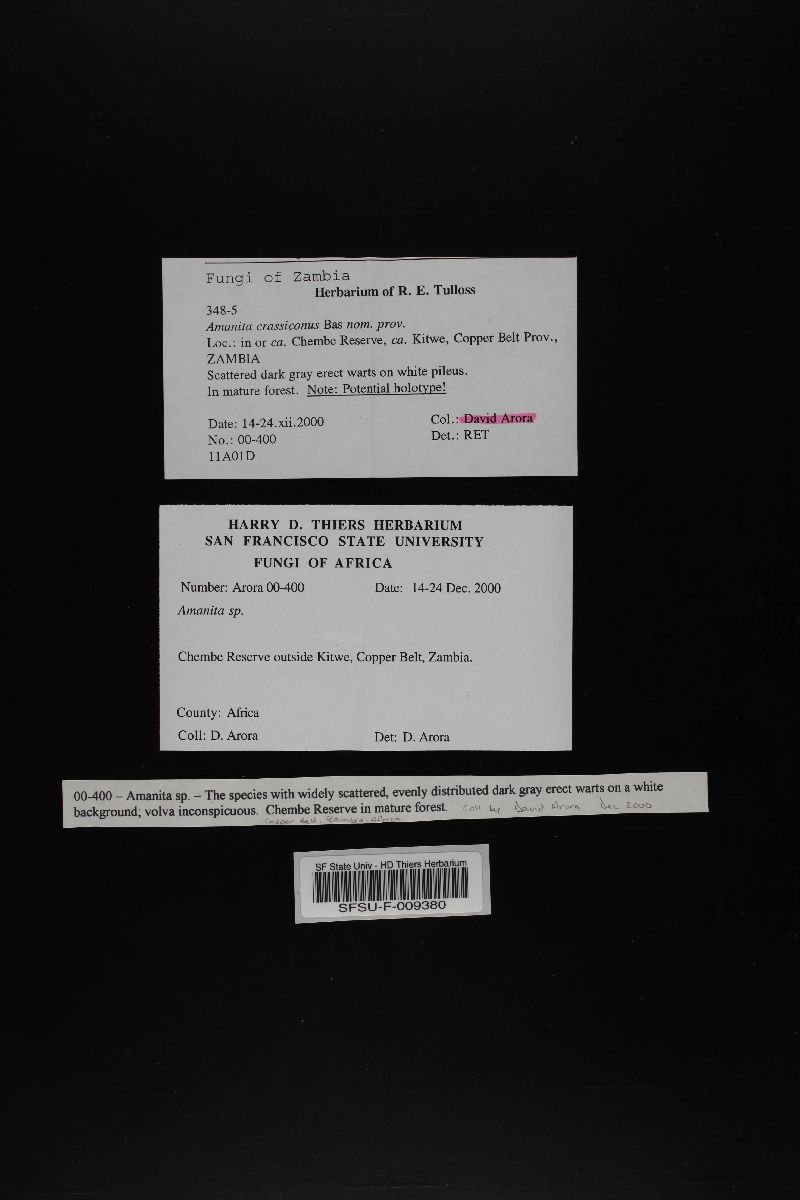 Fungi of Zambia
Herbarium of R. E. Tulloss
348-5
Amanita crassiconus Bas nom. prov.
Loc.: in or ca. Chembe Reserve, ca. Kitwe, Copper Belt Prov.,
ZAMBIA
Scattered dark gray erect warts on white pileus.
In mature forest. Note: Potential holotype!
Date: 14-24.xii.2000 Col.: David Arora
No.: 00-400 Det.: RET
11A01D
HARRY D. THIERS HERBARIUM
SAN FRANCISCO STATE UNIVERSITY
FUNGI OF AFRICA
Number: Arora 00-400 Date: 14-24 Dec. 2000
Amanita sp.
Chembe Reserve outside Kitwe, Copper Belt, Zambia.
County: Africa
Coll: D. Arora Det: D. Arora
00-400 – Amanita sp. – The species with widely scattered, evenly distributed dark gray erect warts on a white
background; volva inconspicuous. Chembe Reserve in mature forest. Coll by David Arora Dec 2000
Copper Belt, Zambia, Africa
SF State Univ - HD Thiers Herbarium
SFSU-F-009380